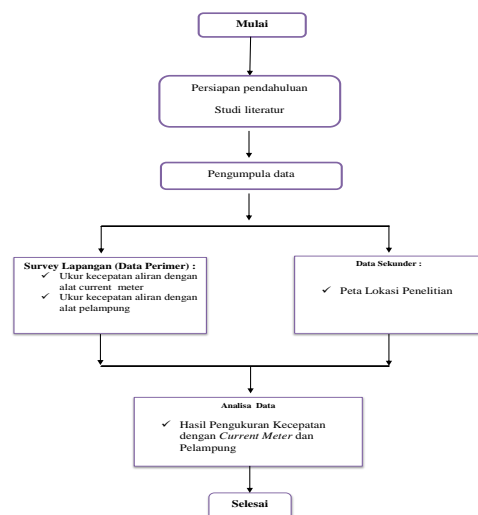 Mulai
Persiapan pendahuluan
Studi literatur
Pengumpula data
Survey Lapangan (Data Perimer) :
✓ Ukur kecepatan aliran dengan
alat current meter
✓ Ukur kecepatan aliran dengan
alat pelampung
Data Sekunder :
✓ Peta Lokasi Penelitian
Analisa Data
✓ Hasil Pengukuran Kecepatan
dengan Current Meter dan
Pelampung
Selesai